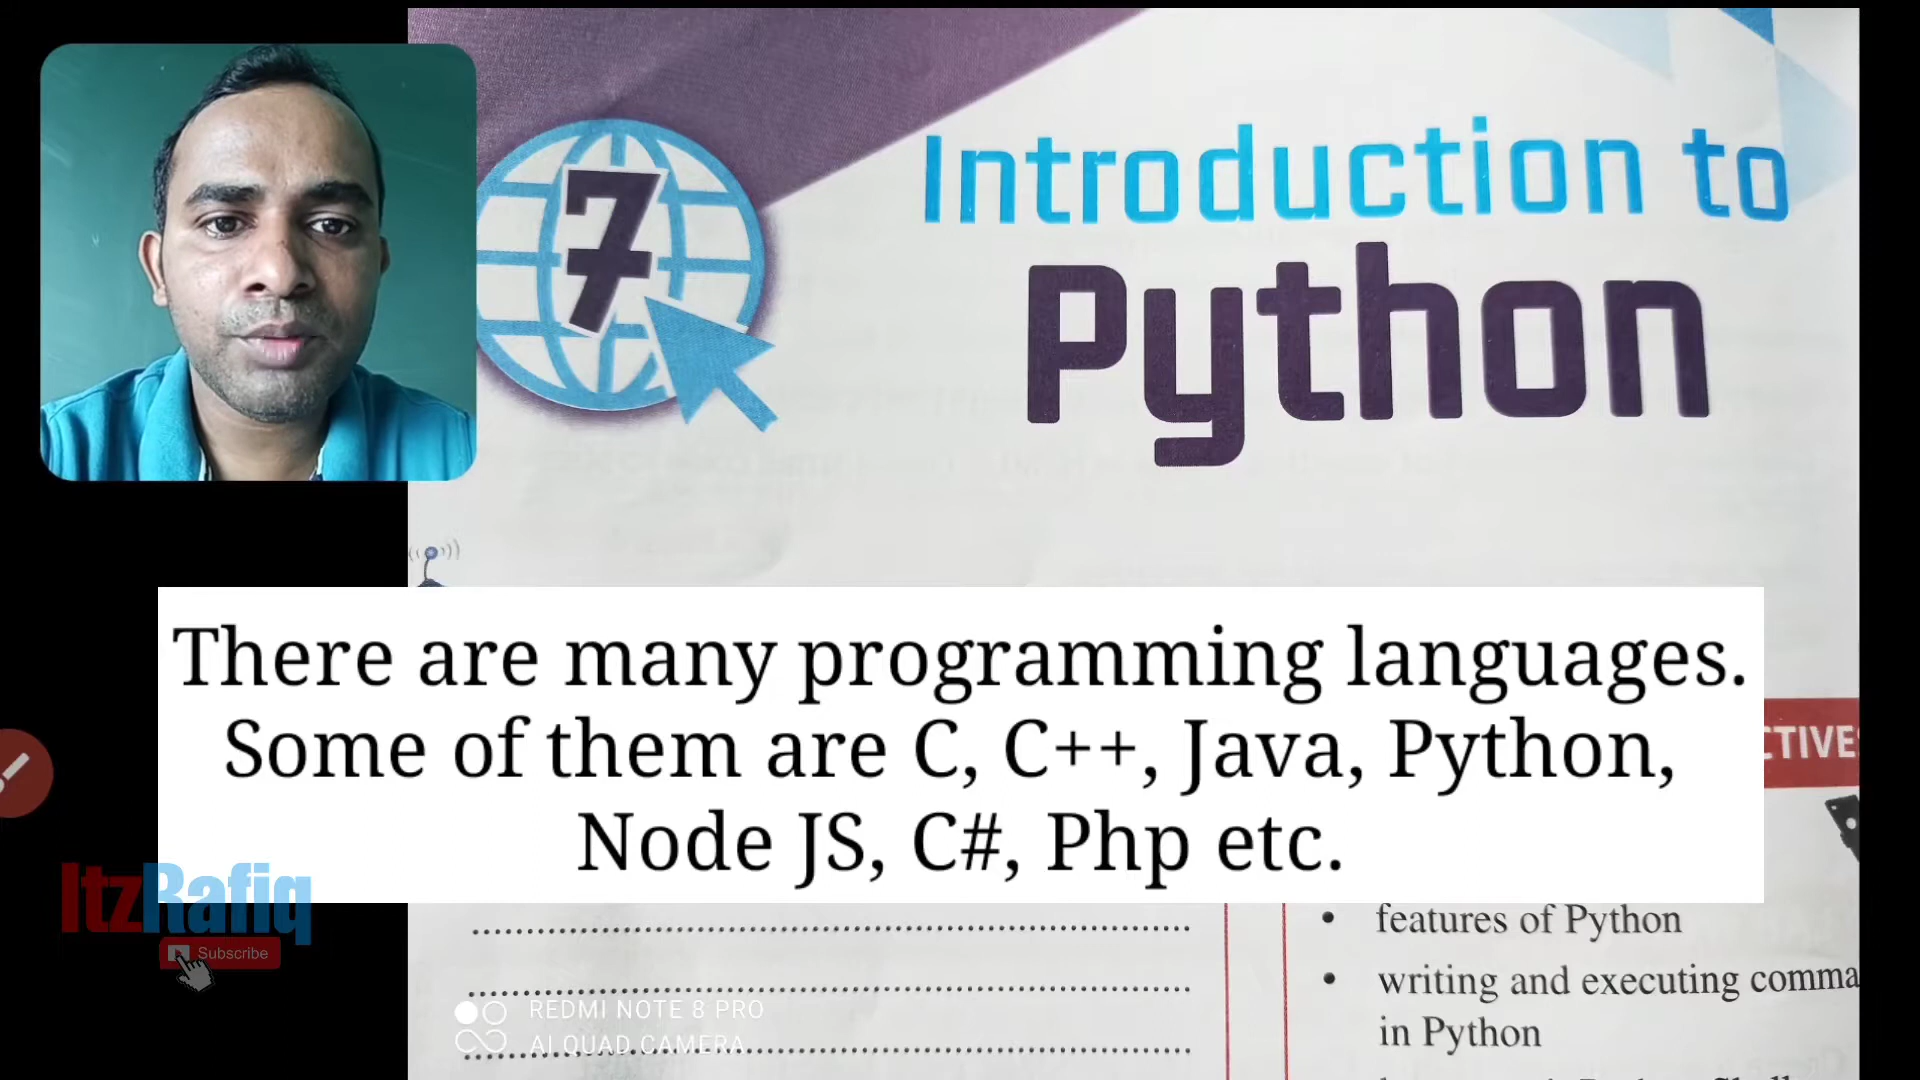 7
Introduction to
Python
There are many programming languages.
Some of them are C, C++, Java, Python,
Node JS, C#, Php etc.
CTIVE
ItzRafiq
Subscribe
features of Python
writing and executing comma
in Python
REDMI NOTE 8 PRO
AI QUAD CAMERA